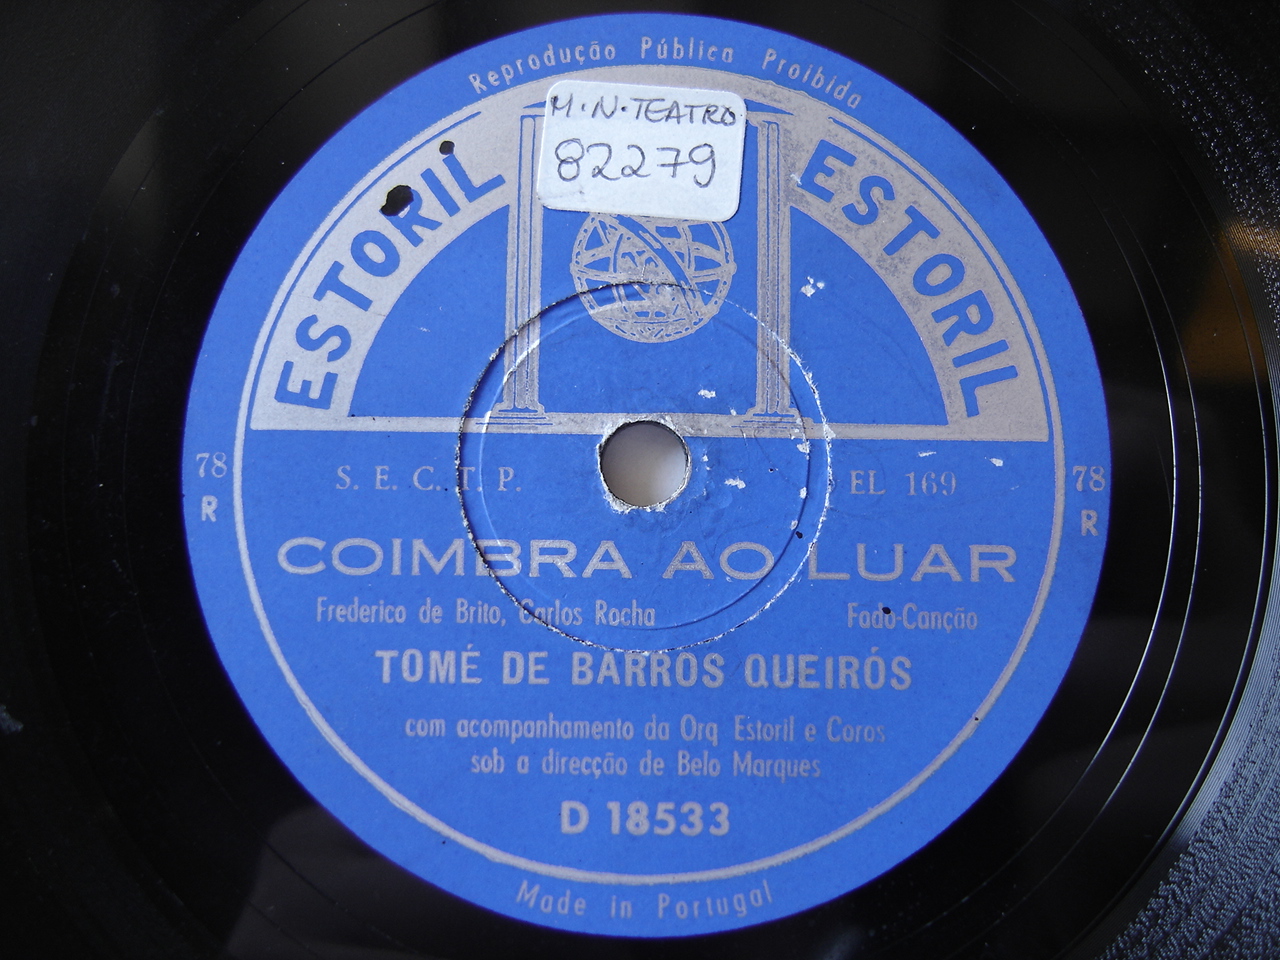 Reprodução Pública Proibida
M.N.TEATRO
82279
ESTORIL
ESTORIL
78
R
S. E. C. T. P.
EL 169
78
R
COIMBRA AO LUAR
Frederico de Brito, Carlos Rocha
Fado-Canção
TOMÉ DE BARROS QUEIRÓS
com acompanhamento da Orq Estoril e Coros
sob a direcção de Belo Marques
D 18533
Made in Portugal